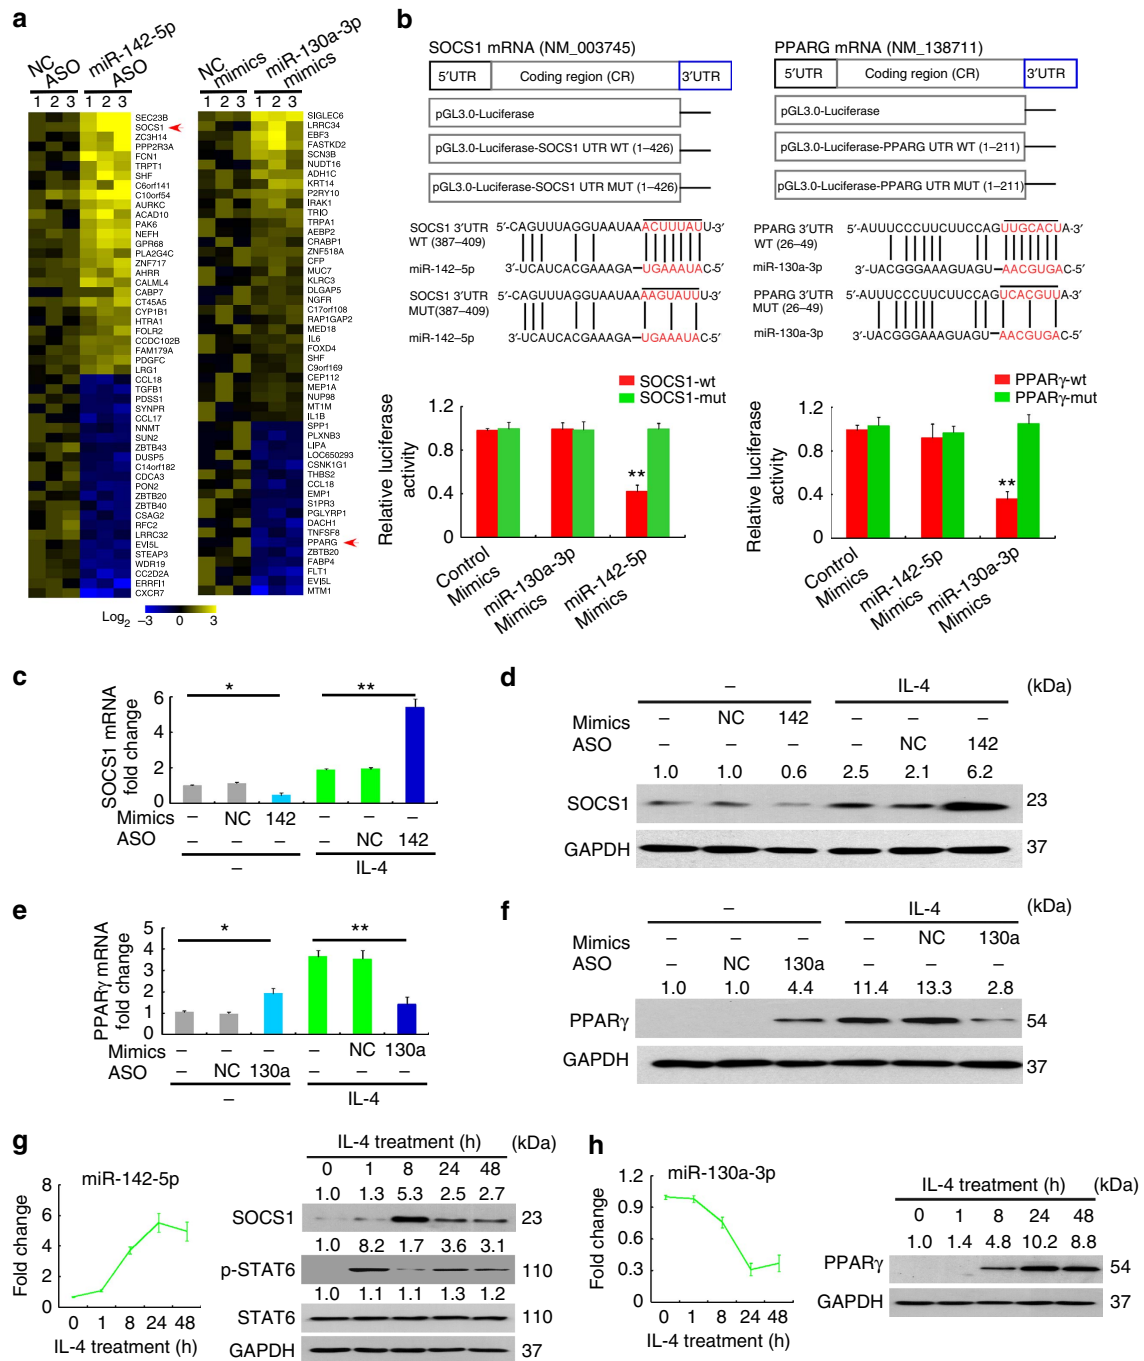 a
NC ASO
miR-142-5p ASO
NC mimics
miR-130a-3p mimics
1 2 3 1 2 3
1 2 3 1 2 3
SEC23B
SOCS1
ZC3H14
PPP2R3A
FCN1
TRPT1
SHF
C6orf141
C10orf54
AURKC
ACAD10
PAK6
NEFH
GPR68
PLA2G4C
ZNF717
AHRR
CALML4
CABP7
CT45A5
CYP1B1
HTRA1
FOLR2
CCDC102B
FAM179A
PDGFC
LRG1
CCL18
TGFB1
PDSS1
SYNPR
CCL17
NNMT
SUN2
ZBTB43
DUSP5
C14orf182
CDCA3
PON2
ZBTB20
ZBTB40
CSAG2
RFC2
LRRC32
EVI5L
STEAP3
WDR19
CC2D2A
ERRFI1
CXCR7
SIGLEC6
LRRC34
EBF3
FASTKD2
SCN3B
NUDT16
ADH1C
KRT14
P2RY10
IRAK1
TRIO
TRPA1
AEBP2
CRABP1
ZNF518A
CFP
MUC7
KLRC3
DLGAP5
NGFR
C17orf108
RAP1GAP2
MED18
IL6
FOXD4
SHF
C9orf169
CEP112
MEP1A
NUP98
MT1M
IL1B
SPP1
PLXNB3
LIPA
LOC650293
CSNK1G1
THBS2
CCL18
EMP1
S1PR3
PGLYRP1
DACH1
TNFSF8
PPARG
ZBTB20
FABP4
FLT1
EVI5L
MTM1
Log2 −3 0 3
b
SOCS1 mRNA (NM_003745)
5′UTR Coding region (CR) 3′UTR
pGL3.0-Luciferase
pGL3.0-Luciferase-SOCS1 UTR WT (1–426)
pGL3.0-Luciferase-SOCS1 UTR MUT (1–426)
SOCS1 3′UTR WT (387–409) 5′-CAGUUUAGGUAAUAAACUUUAUU-3′
miR-142–5p 3′-UCAUCACGAAAGA−UGAAAUAC-5′
SOCS1 3′UTR MUT(387–409) 5′-CAGUUUAGGUAAUAAAAGUAUUU-3′
miR-142–5p 3′-UCAUCACGAAAGA−UGAAAUAC-5′
PPARG mRNA (NM_138711)
5′UTR Coding region (CR) 3′UTR
pGL3.0-Luciferase
pGL3.0-Luciferase-PPARG UTR WT (1–211)
pGL3.0-Luciferase-PPARG UTR MUT (1–211)
PPARG 3′UTR WT (26–49) 5′-AUUUCCCUUCUUCCAGUUGCACUA-3′
miR-130a-3p 3′-UACGGGAAAGUAGU−AACGUGAC-5′
PPARG 3′UTR MUT (26–49) 5′-AUUUCCCUUCUUCCAGUCACGUUA-3′
miR-130a-3p 3′-UACGGGAAAGUAGU−AACGUGAC-5′
SOCS1-wt
SOCS1-mut
Relative luciferase activity
1.2
0.8
0.4
0
**
Control Mimics
miR-130a-3p Mimics
miR-142-5p Mimics
PPARγ-wt
PPARγ-mut
Relative luciferase activity
1.2
0.8
0.4
0
**
Control Mimics
miR-142-5p Mimics
miR-130a-3p Mimics
c
SOCS1 mRNA fold change
6
4
2
0
* **
Mimics − NC 142 − − −
ASO − − − − NC 142
− IL-4
d
− IL-4 (kDa)
Mimics − NC 142 − − −
ASO − − − − NC 142
1.0 1.0 0.6 2.5 2.1 6.2
SOCS1 23
GAPDH 37
e
PPARγ mRNA fold change
5
4
3
2
1
0
* **
Mimics − − − − NC 130a
ASO − NC 130a − − −
− IL-4
f
− IL-4 (kDa)
Mimics − − − − NC 130a
ASO − NC 130a − − −
1.0 1.0 4.4 11.4 13.3 2.8
PPARγ 54
GAPDH 37
g
miR-142-5p
Fold change
8
6
4
2
0
0 1 8 24 48
IL-4 treatment (h)
IL-4 treatment (h) (kDa)
0 1 8 24 48
1.0 1.3 5.3 2.5 2.7
SOCS1 23
1.0 8.2 1.7 3.6 3.1
p-STAT6 110
1.0 1.1 1.1 1.3 1.2
STAT6 110
GAPDH 37
h
miR-130a-3p
Fold change
1.2
0.9
0.6
0.3
0
0 1 8 24 48
IL-4 treatment (h)
IL-4 treatment (h) (kDa)
0 1 8 24 48
1.0 1.4 4.8 10.2 8.8
PPARγ 54
GAPDH 37